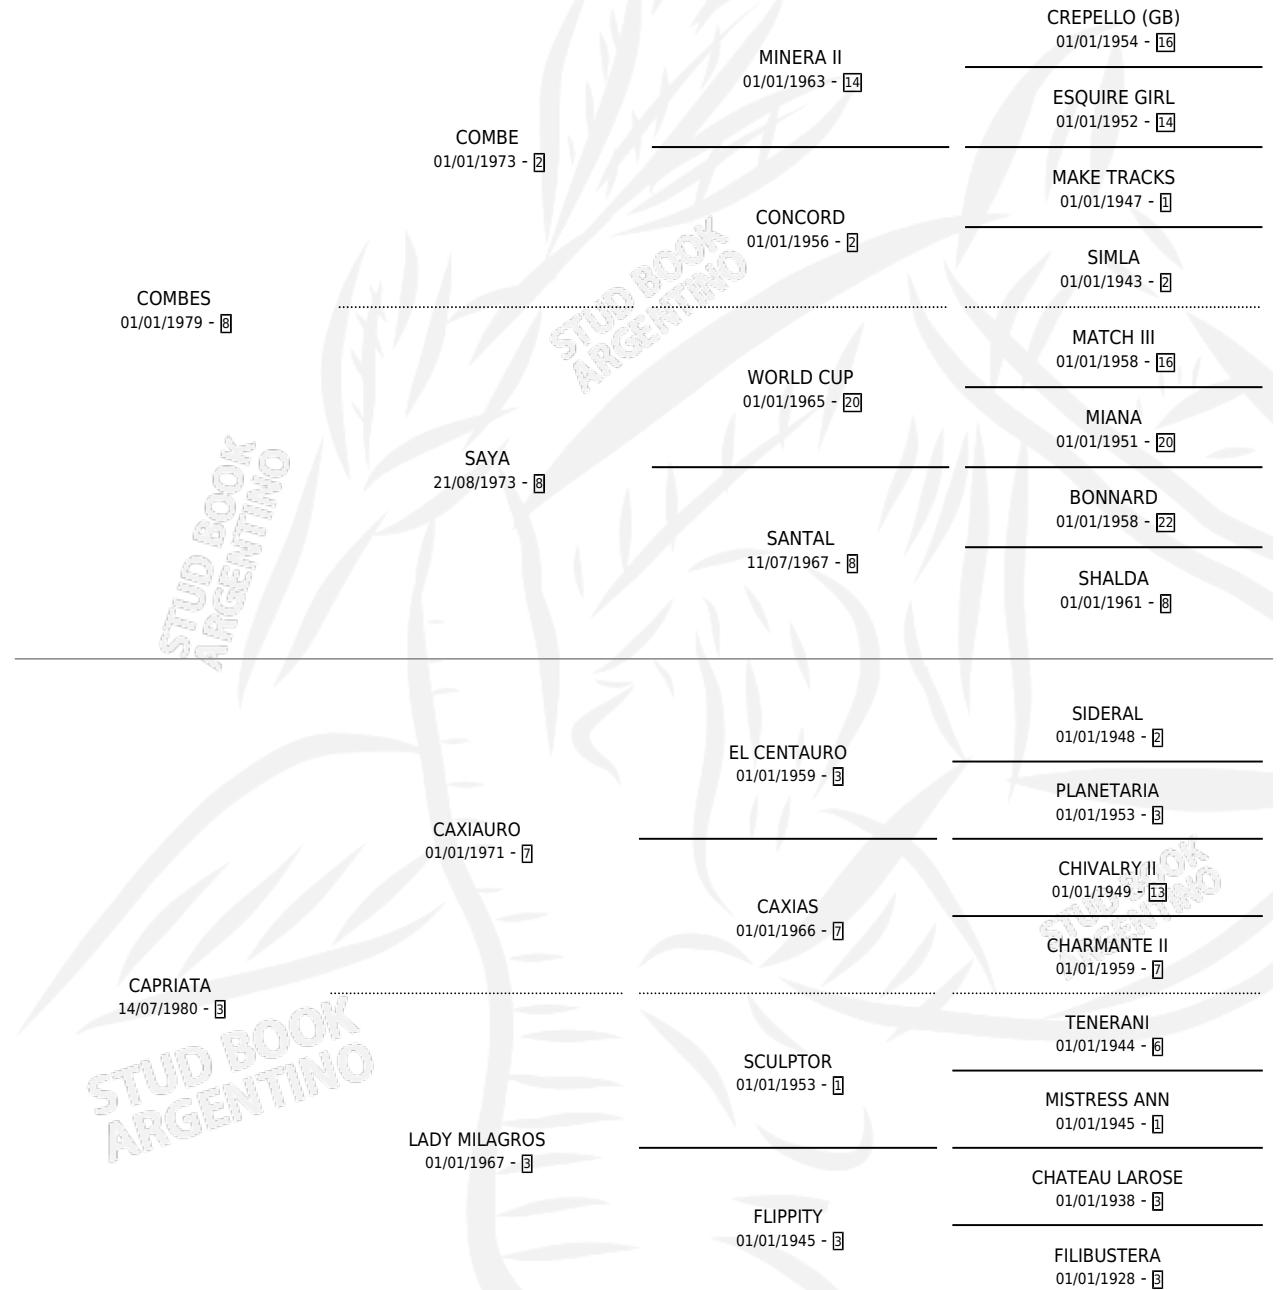 CREPELLO (GB)
01/01/1954 - 16
MINERA II
01/01/1963 - 14
ESQUIRE GIRL
01/01/1952 - 14
COMBE
01/01/1973 - 2
MAKE TRACKS
01/01/1947 - 1
CONCORD
01/01/1956 - 2
SIMLA
01/01/1943 - 2
COMBES
01/01/1979 - 8
MATCH III
01/01/1958 - 16
WORLD CUP
01/01/1965 - 20
MIANA
01/01/1951 - 20
SAYA
21/08/1973 - 8
BONNARD
01/01/1958 - 22
SANTAL
11/07/1967 - 8
SHALDA
01/01/1961 - 8
SIDERAL
01/01/1948 - 2
EL CENTAURO
01/01/1959 - 3
PLANETARIA
01/01/1953 - 3
CAXIAURO
01/01/1971 - 7
CHIVALRY II
01/01/1949 - 13
CAXIAS
01/01/1966 - 7
CHARMANTE II
01/01/1959 - 7
CAPRIATA
14/07/1980 - 3
TENERANI
01/01/1944 - 6
SCULPTOR
01/01/1953 - 1
MISTRESS ANN
01/01/1945 - 1
LADY MILAGROS
01/01/1967 - 3
CHATEAU LAROSE
01/01/1938 - 3
FLIPPITY
01/01/1945 - 3
FILIBUSTERA
01/01/1928 - 3
STUD BOOK
ARGENTINO
STUD BOOK
ARGENTINO
STUD BOOK
ARGENTINO
STUD BOOK
ARGENTINO